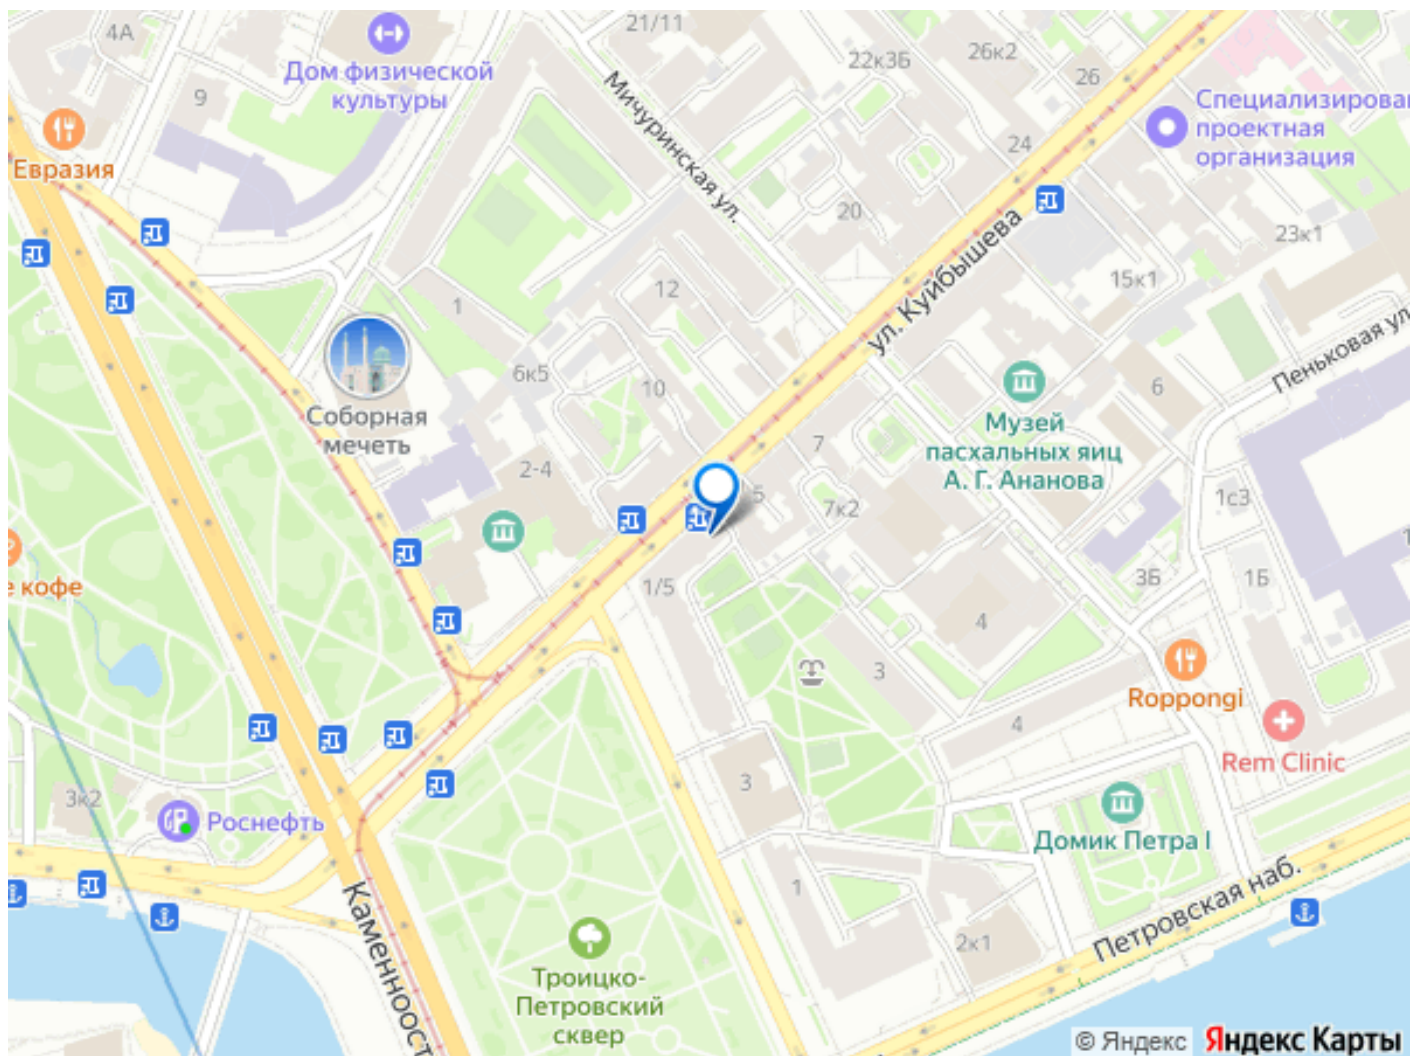 21/11
4А
22к3Б
26к2
26
Дом физической
культуры
9
Мичуринская ул.
Специализирован
проектная
организация
24
Евразия
20
ул. Куйбышева
23к1
15к1
12
1
Пеньковая ул.
6к5
10
6
Соборная
мечеть
Музей
пасхальных яиц
А. Г. Ананова
7
2-4
5
7к2
1с3
1
е кофе
1/5
3Б
1Б
4
3
Roppongi
4
Rem Clinic
3
3к2
Роснефть
Домик Петра I
1
Каменноост
Петровская наб.
2к1
Троицко-
Петровский
сквер
© Яндекс Яндекс Карты